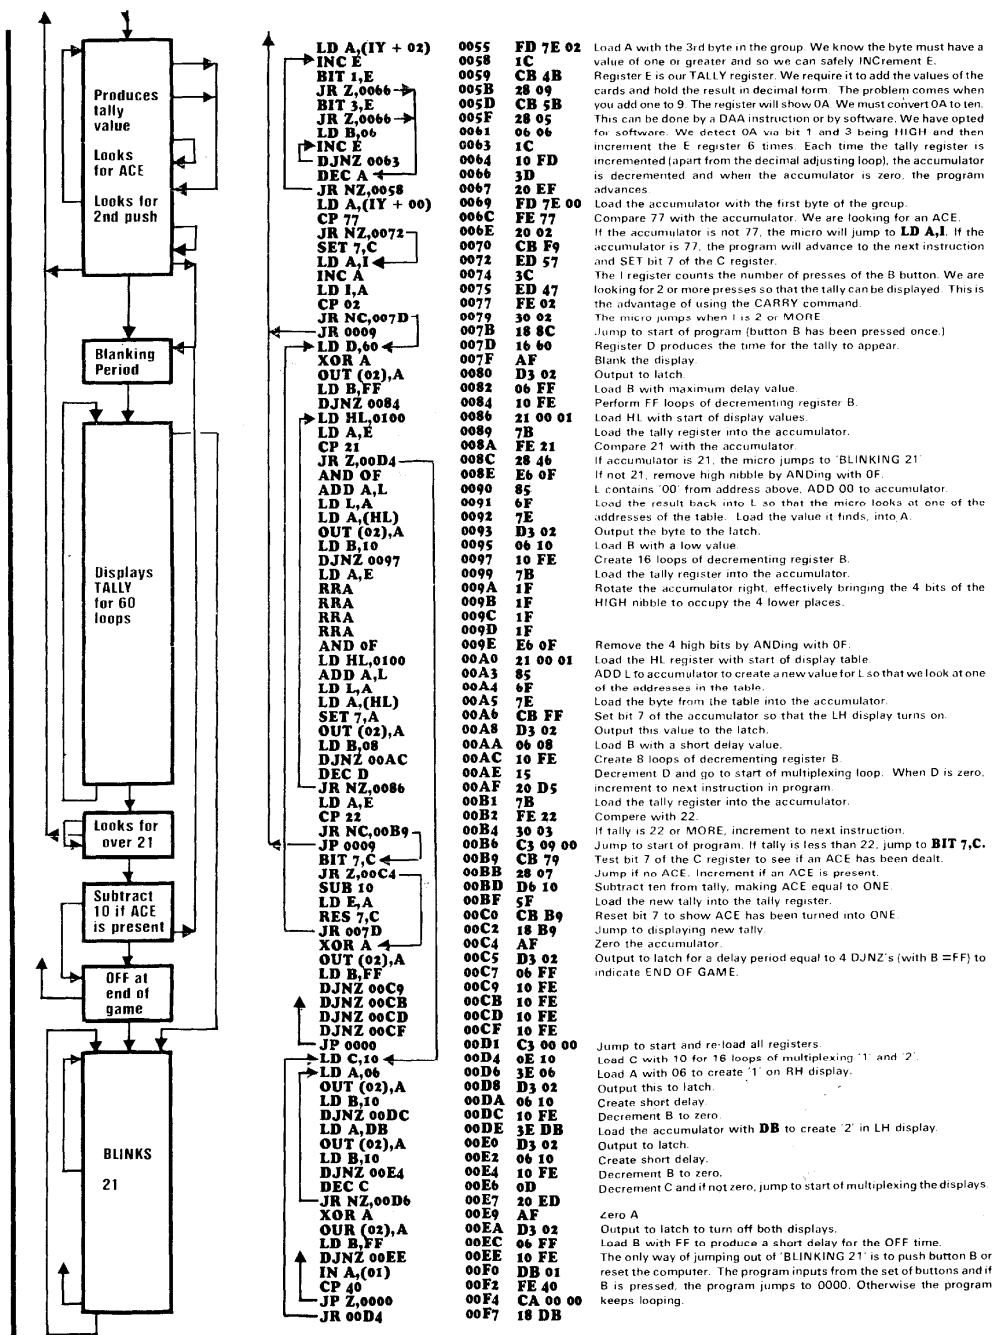 Produces
tally
value
Looks
for ACE
Looks for
2nd push
Blanking
Period
Displays
TALLY
for 60
loops
Looks for
over 21
Subtract
10 if ACE
is present
OFF at
end of
game
BLINKS
21
LD A,(IY + 02) 0055 FD 7E 02 Load A with the 3rd byte in the group. We know the byte must have a
INC E 0058 1C value of one or greater and so we can safely INCrement E.
BIT 1,E 0059 CB 4B Register E is our TALLY register. We require it to add the values of the
JR Z,0066 005B 28 09 cards and hold the result in decimal form. The problem comes when
BIT 3,E 005D CB 5B you add one to 9. The register will show 0A. We must convert 0A to ten.
JR Z,0066 005F 28 05 This can be done by a DAA instruction or by software. We have opted
LD B,06 0061 06 06 for software. We detect 0A via bit 1 and 3 being HIGH and then
INC E 0063 1C increment the E register 6 times. Each time the tally register is
DJNZ 0063 0064 10 FD incremented (apart from the decimal adjusting loop), the accumulator
DEC A 0066 3D is decremented and when the accumulator is zero, the program
JR NZ,0058 0067 20 EF advances.
LD A,(IY + 00) 0069 FD 7E 00 Load the accumulator with the first byte of the group.
CP 77 006C FE 77 Compare 77 with the accumulator. We are looking for an ACE.
JR NZ,0072 006E 20 02 If the accumulator is not 77, the micro will jump to LD A,I. If the
SET 7,C 0070 CB F9 accumulator is 77, the program will advance to the next instruction
LD A,I 0072 ED 57 and SET bit 7 of the C register.
INC A 0074 3C The I register counts the number of presses of the B button. We are
LD I,A 0075 ED 47 looking for 2 or more presses so that the tally can be displayed. This is
CP 02 0077 FE 02 the advantage of using the CARRY command.
JR NC,007D 0079 30 02 The micro jumps when I is 2 or MORE.
JR 0009 007B 18 8C Jump to start of program (button B has been pressed once.)
LD D,60 007D 16 60 Register D produces the time for the tally to appear.
XOR A 007F AF Blank the display.
OUT (02),A 0080 D3 02 Output to latch.
LD B,FF 0082 06 FF Load B with maximum delay value.
DJNZ 0084 0084 10 FE Perform FF loops of decrementing register B.
LD HL,0100 0086 21 00 01 Load HL with start of display values.
LD A,E 0089 7B Load the tally register into the accumulator.
CP 21 008A FE 21 Compare 21 with the accumulator.
JR Z,00D4 008C 28 46 If accumulator is 21, the micro jumps to 'BLINKING 21'
AND OF 008E E6 0F If not 21, remove high nibble by ANDing with 0F.
ADD A,L 0090 85 L contains '00' from address above, ADD 00 to accumulator.
LD L,A 0091 6F Load the result back into L so that the micro looks at one of the
LD A,(HL) 0092 7E addresses of the table. Load the value it finds, into A.
OUT (02),A 0093 D3 02 Output the byte to the latch.
LD B,10 0095 06 10 Load B with a low value.
DJNZ 0097 0097 10 FE Create 16 loops of decrementing register B.
LD A,E 0099 7B Load the tally register into the accumulator.
RRA 009A 1F Rotate the accumulator right, effectively bringing the 4 bits of the
RRA 009B 1F HIGH nibble to occupy the 4 lower places.
RRA 009C 1F
RRA 009D 1F
AND 0F 009E E6 0F Remove the 4 high bits by ANDing with 0F.
LD HL,0100 00A0 21 00 01 Load the HL register with start of display table.
ADD A,L 00A3 85 ADD L to accumulator to create a new value for L so that we look at one
LD L,A 00A4 6F of the addresses in the table.
LD A,(HL) 00A5 7E Load the byte from the table into the accumulator.
SET 7,A 00A6 CB FF Set bit 7 of the accumulator so that the LH display turns on.
OUT (02),A 00A8 D3 02 Output this value to the latch.
LD B,08 00AA 06 08 Load B with a short delay value.
DJNZ 00AC 00AC 10 FE Create 8 loops of decrementing register B.
DEC D 00AE 15 Decrement D and go to start of multiplexing loop. When D is zero,
JR NZ,0086 00AF 20 D5 increment to next instruction in program.
LD A,E 00B1 7B Load the tally register into the accumulator.
CP 22 00B2 FE 22 Compere with 22.
JR NC,00B9 00B4 30 03 If tally is 22 or MORE, increment to next instruction.
JP 0009 00B6 C3 09 00 Jump to start of program. If tally is less than 22, jump to BIT 7,C.
BIT 7,C 00B9 CB 79 Test bit 7 of the C register to see if an ACE has been dealt.
JR Z,00C4 00BB 28 07 Jump if no ACE. Increment if an ACE is present.
SUB 10 00BD D6 10 Subtract ten from tally, making ACE equal to ONE.
LD E,A 00BF 5F Load the new tally into the tally register.
RES 7,C 00C0 CB B9 Reset bit 7 to show ACE has been turned into ONE.
JR 007D 00C2 18 B9 Jump to displaying new tally.
XOR A 00C4 AF Zero the accumulator.
OUT (02),A 00C5 D3 02 Output to latch for a delay period equal to 4 DJNZ's (with B =FF) to
LD B,FF 00C7 06 FF indicate END OF GAME.
DJNZ 00C9 00C9 10 FE
DJNZ 00CB 00CB 10 FE
DJNZ 00CD 00CD 10 FE
DJNZ 00CF 00CF 10 FE
JP 0000 00D1 C3 00 00 Jump to start and re-load all registers.
LD C,10 00D4 0E 10 Load C with 10 for 16 loops of multiplexing '1' and '2'.
LD A,06 00D6 3E 06 Load A with 06 to create '1' on RH display.
OUT (02),A 00D8 D3 02 Output this to latch.
LD B,10 00DA 06 10 Create short delay.
DJNZ 00DC 00DC 10 FE Decrement B to zero.
LD A,DB 00DE 3E DB Load the accumulator with DB to create '2' in LH display.
OUT (02),A 00E0 D3 02 Output to latch.
LD B,10 00E2 06 10 Create short delay.
DJNZ 00E4 00E4 10 FE Decrement B to zero.
DEC C 00E6 0D Decrement C and if not zero, jump to start of multiplexing the displays.
JR NZ,00D6 00E7 20 ED
XOR A 00E9 AF Zero A
OUR (02),A 00EA D3 02 Output to latch to turn off both displays.
LD B,FF 00EC 06 FF Load B with FF to produce a short delay for the OFF time.
DJNZ 00EE 00EE 10 FE The only way of jumping out of 'BLINKING 21' is to push button B or
IN A,(01) 00F0 DB 01 reset the computer. The program inputs from the set of buttons and if
CP 40 00F2 FE 40 B is pressed, the program jumps to 0000. Otherwise the program
JP Z,0000 00F4 CA 00 00 keeps looping.
JR 00D4 00F7 18 DB